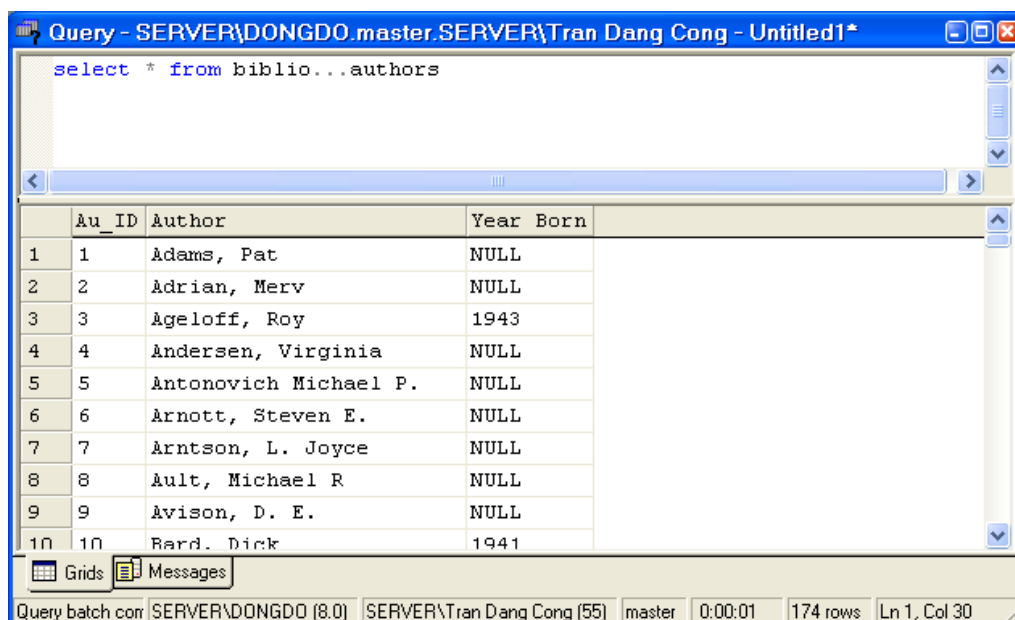 Query - SERVER\DONGDO.master.SERVER\Tran Dang Cong - Untitled1*
select * from biblio...authors
Au_ID Author Year Born
1 1 Adams, Pat NULL
2 2 Adrian, Merv NULL
3 3 Ageloff, Roy 1943
4 4 Andersen, Virginia NULL
5 5 Antonovich Michael P. NULL
6 6 Arnott, Steven E. NULL
7 7 Arntson, L. Joyce NULL
8 8 Ault, Michael R NULL
9 9 Avison, D. E. NULL
10 10 Bard, Dick 1941
Grids Messages
Query batch com SERVER\DONGDO (8.0) SERVER\Tran Dang Cong (55) master 0:00:01 174 rows Ln 1, Col 30